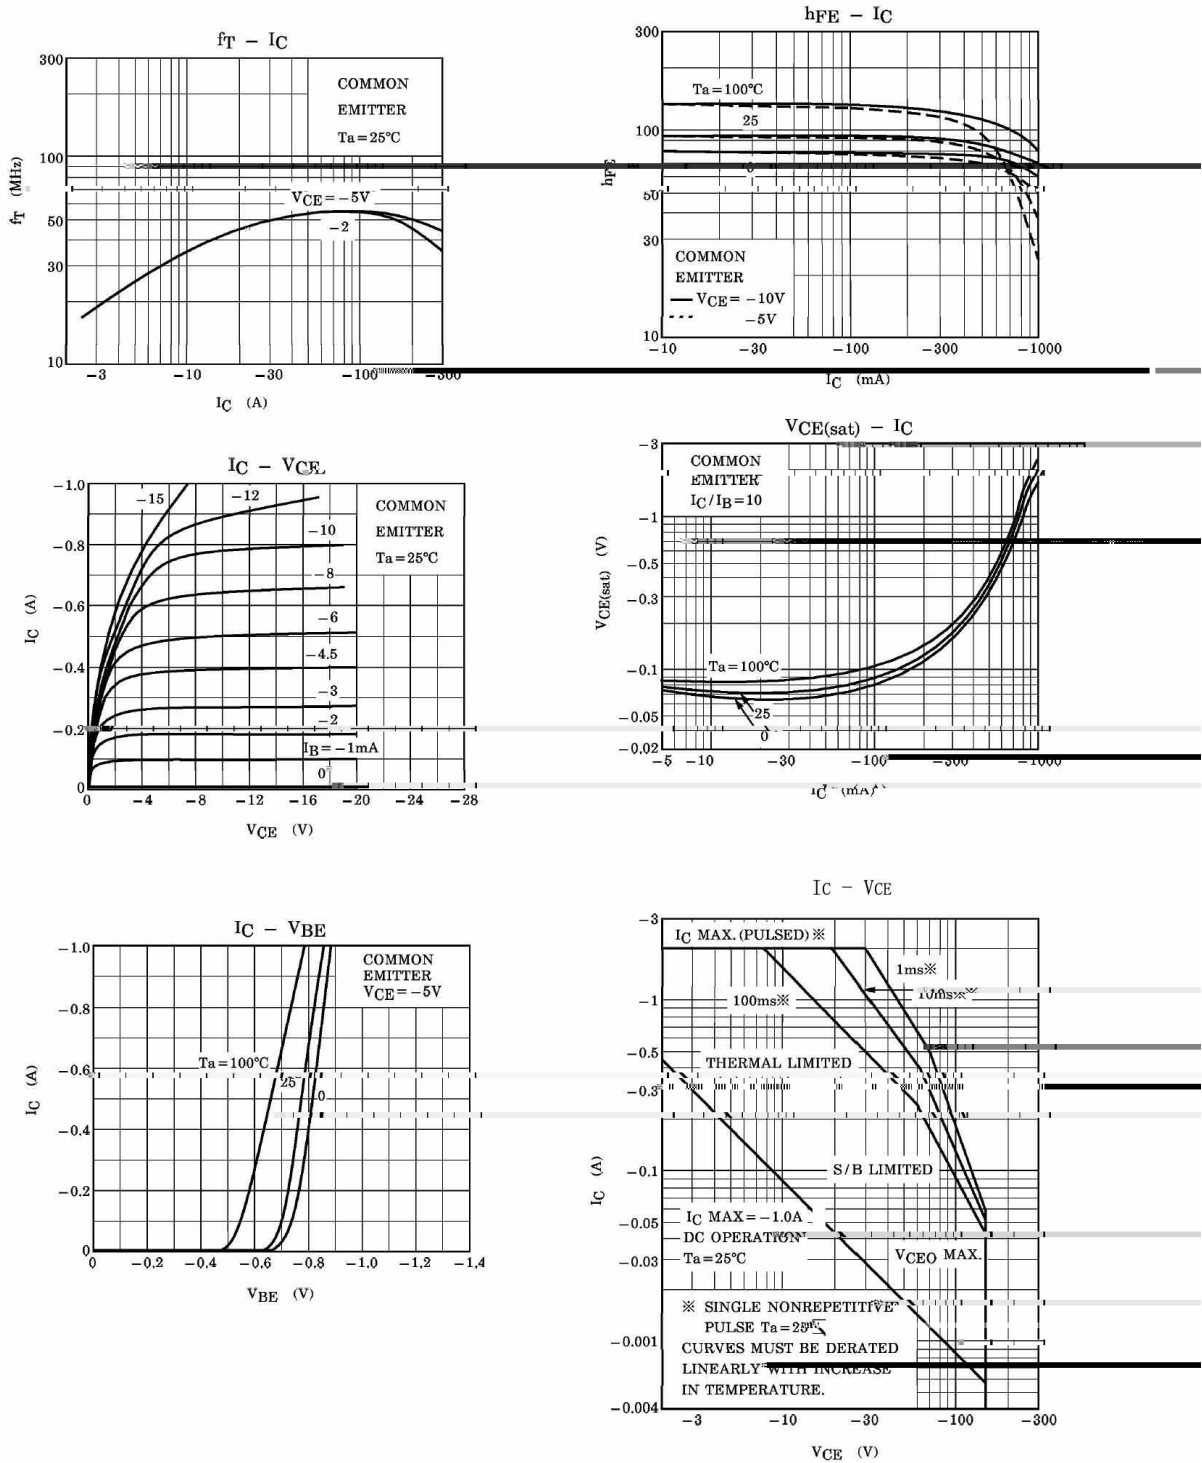 fT − IC
300
100
50
30
10
fT (MHz)
COMMON
EMITTER
Ta=25℃
VCE=−5V
−2
−3 −10 −30 −100 −300
IC (A)
hFE − IC
300
100
50
30
10
hFE
Ta=100℃
25
0
COMMON
EMITTER
VCE= −10V
−5V
−10 −30 −100 −300 −1000
IC (mA)
IC − VCE
−1.0
−0.8
−0.6
−0.4
−0.2
0
IC (A)
−15
−12
−10
−8
−6
−4.5
−3
−2
IB=−1mA
0
COMMON
EMITTER
Ta=25℃
0 −4 −8 −12 −16 −20 −24 −28
VCE (V)
VCE(sat) − IC
−3
−1
−0.5
−0.3
−0.1
−0.05
−0.02
VCE(sat) (V)
COMMON
EMITTER
IC/IB=10
Ta=100℃
25
0
−5 −10 −30 −100 −300 −1000
IC (mA)
IC − VBE
−1.0
−0.8
−0.6
−0.4
−0.2
0
IC (A)
COMMON
EMITTER
VCE=−5V
Ta=100℃
25
0
0 −0.2 −0.4 −0.6 −0.8 −1.0 −1.2 −1.4
VBE (V)
IC − VCE
−3
−1
−0.5
−0.3
−0.1
−0.05
−0.03
−0.001
−0.004
IC (A)
IC MAX.(PULSED)※
1ms※
10ms※
100ms※
THERMAL LIMITED
S/B LIMITED
IC MAX=−1.0A
DC OPERATION
Ta=25℃
VCEO MAX.
※ SINGLE NONREPETITIVE
PULSE Ta=25℃
CURVES MUST BE DERATED
LINEARLY WITH INCREASE
IN TEMPERATURE.
−3 −10 −30 −100 −300
VCE (V)